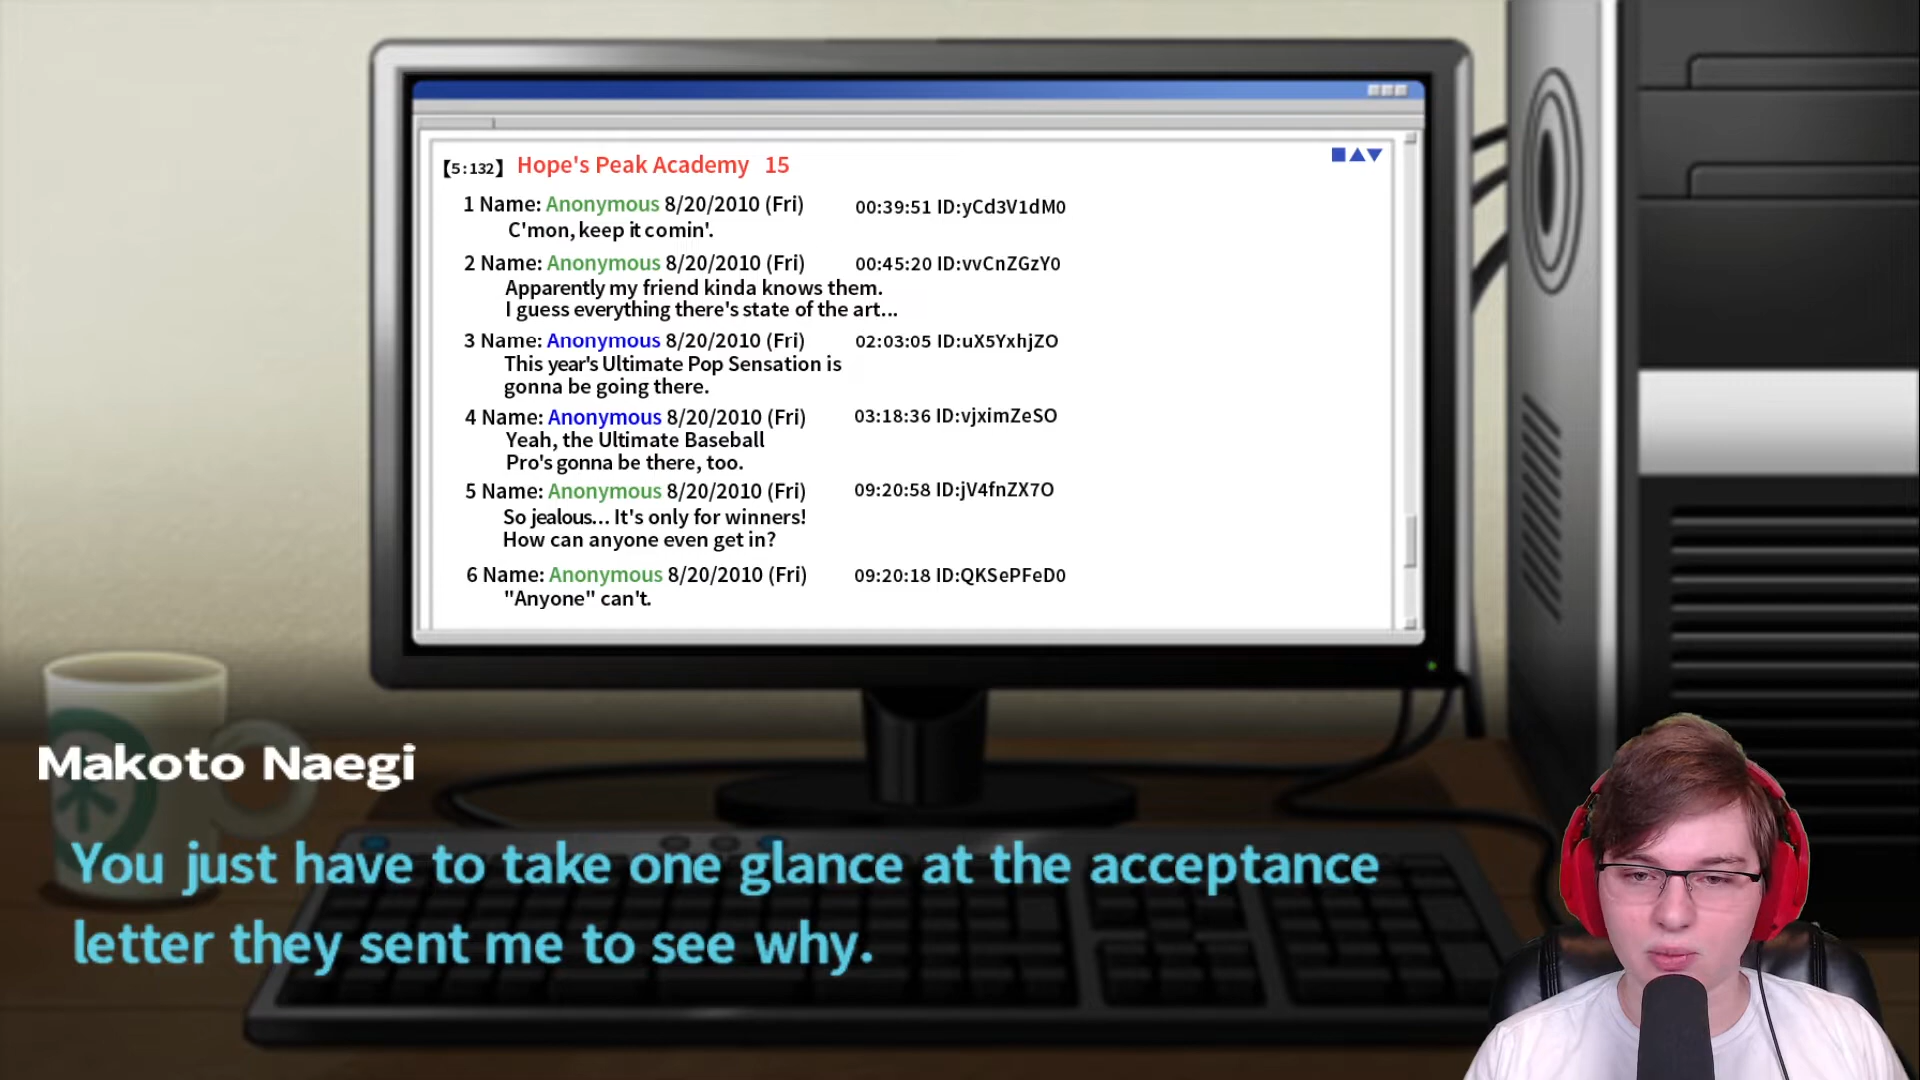 【5:132】 Hope's Peak Academy 15
1 Name: Anonymous 8/20/2010 (Fri) 00:39:51 ID:yCd3V1dM0
C'mon, keep it comin'.
2 Name: Anonymous 8/20/2010 (Fri) 00:45:20 ID:vvCnZGzY0
Apparently my friend kinda knows them.
I guess everything there's state of the art...
3 Name: Anonymous 8/20/2010 (Fri) 02:03:05 ID:uX5YxhjZO
This year's Ultimate Pop Sensation is
gonna be going there.
4 Name: Anonymous 8/20/2010 (Fri) 03:18:36 ID:vjximZeSO
Yeah, the Ultimate Baseball
Pro's gonna be there, too.
5 Name: Anonymous 8/20/2010 (Fri) 09:20:58 ID:jV4fnZX7O
So jealous... It's only for winners!
How can anyone even get in?
6 Name: Anonymous 8/20/2010 (Fri) 09:20:18 ID:QKSePFeD0
"Anyone" can't.
Makoto Naegi
You just have to take one glance at the acceptance
letter they sent me to see why.